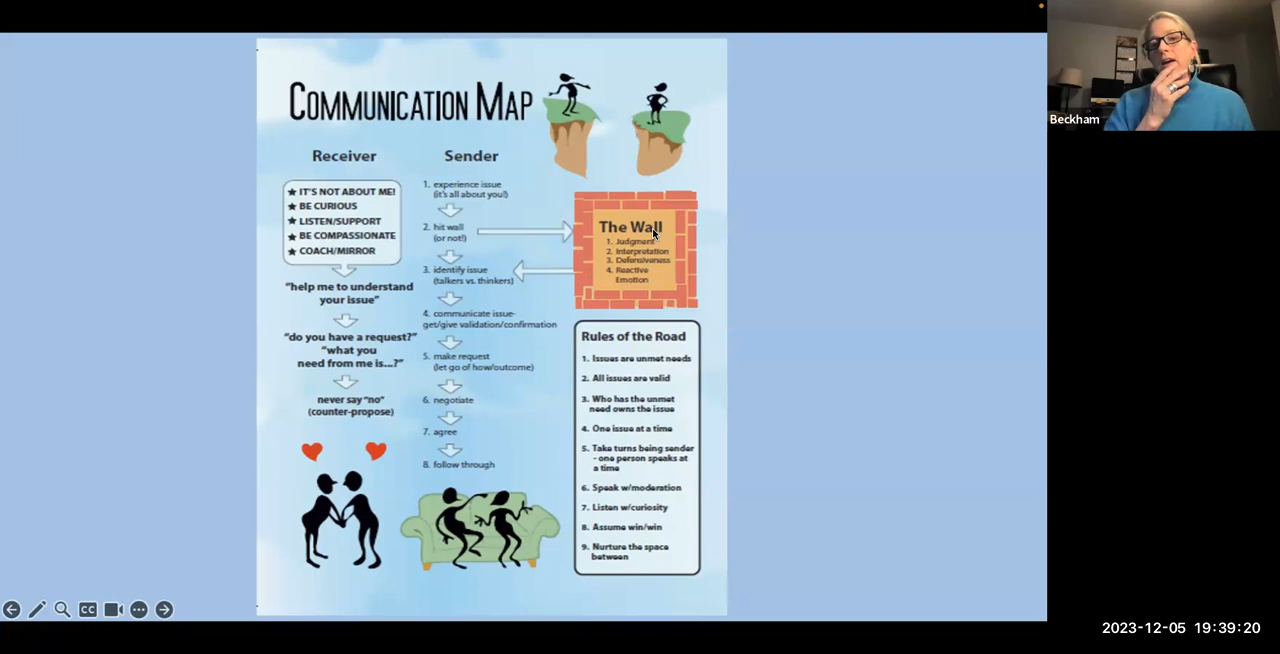 COMMUNICATION MAP
Receiver
★ IT'S NOT ABOUT ME!
★ BE CURIOUS
★ LISTEN/SUPPORT
★ BE COMPASSIONATE
★ COACH/MIRROR
"help me to understand
your issue"
"do you have a request?"
"what you
need from me is...?"
never say "no"
(counter-propose)
Sender
1. experience issue
(it's all about you!)
2. hit wall
(or not!)
3. identify issue
(talkers vs. thinkers)
4. communicate issue-
get/give validation/confirmation
5. make request
(let go of how/outcome)
6. negotiate
7. agree
8. follow through
The Wall
1. Judgment
2. Interpretation
3. Defensiveness
4. Reactive
Emotion
Rules of the Road
1. Issues are unmet needs
2. All issues are valid
3. Who has the unmet
need owns the issue
4. One issue at a time
5. Take turns being sender
- one person speaks at
a time
6. Speak w/moderation
7. Listen w/curiosity
8. Assume win/win
9. Nurture the space
between
Beckham
CC
2023-12-05 19:39:20